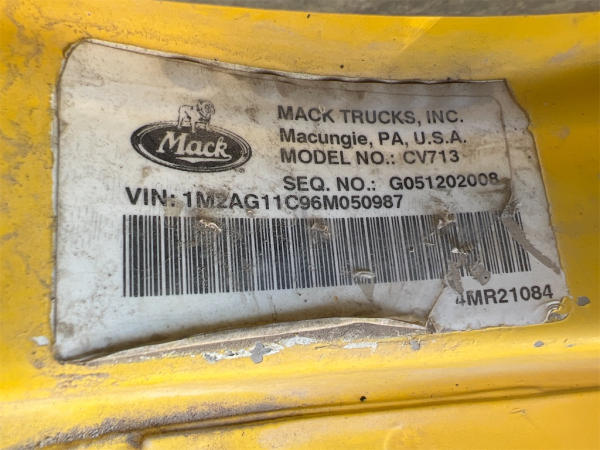 Mack
MACK TRUCKS, INC.
Macungie, PA, U.S.A.
MODEL NO.: CV713
SEQ. NO.: G051202008
VIN: 1M2AG11C96M050987
4MR21084